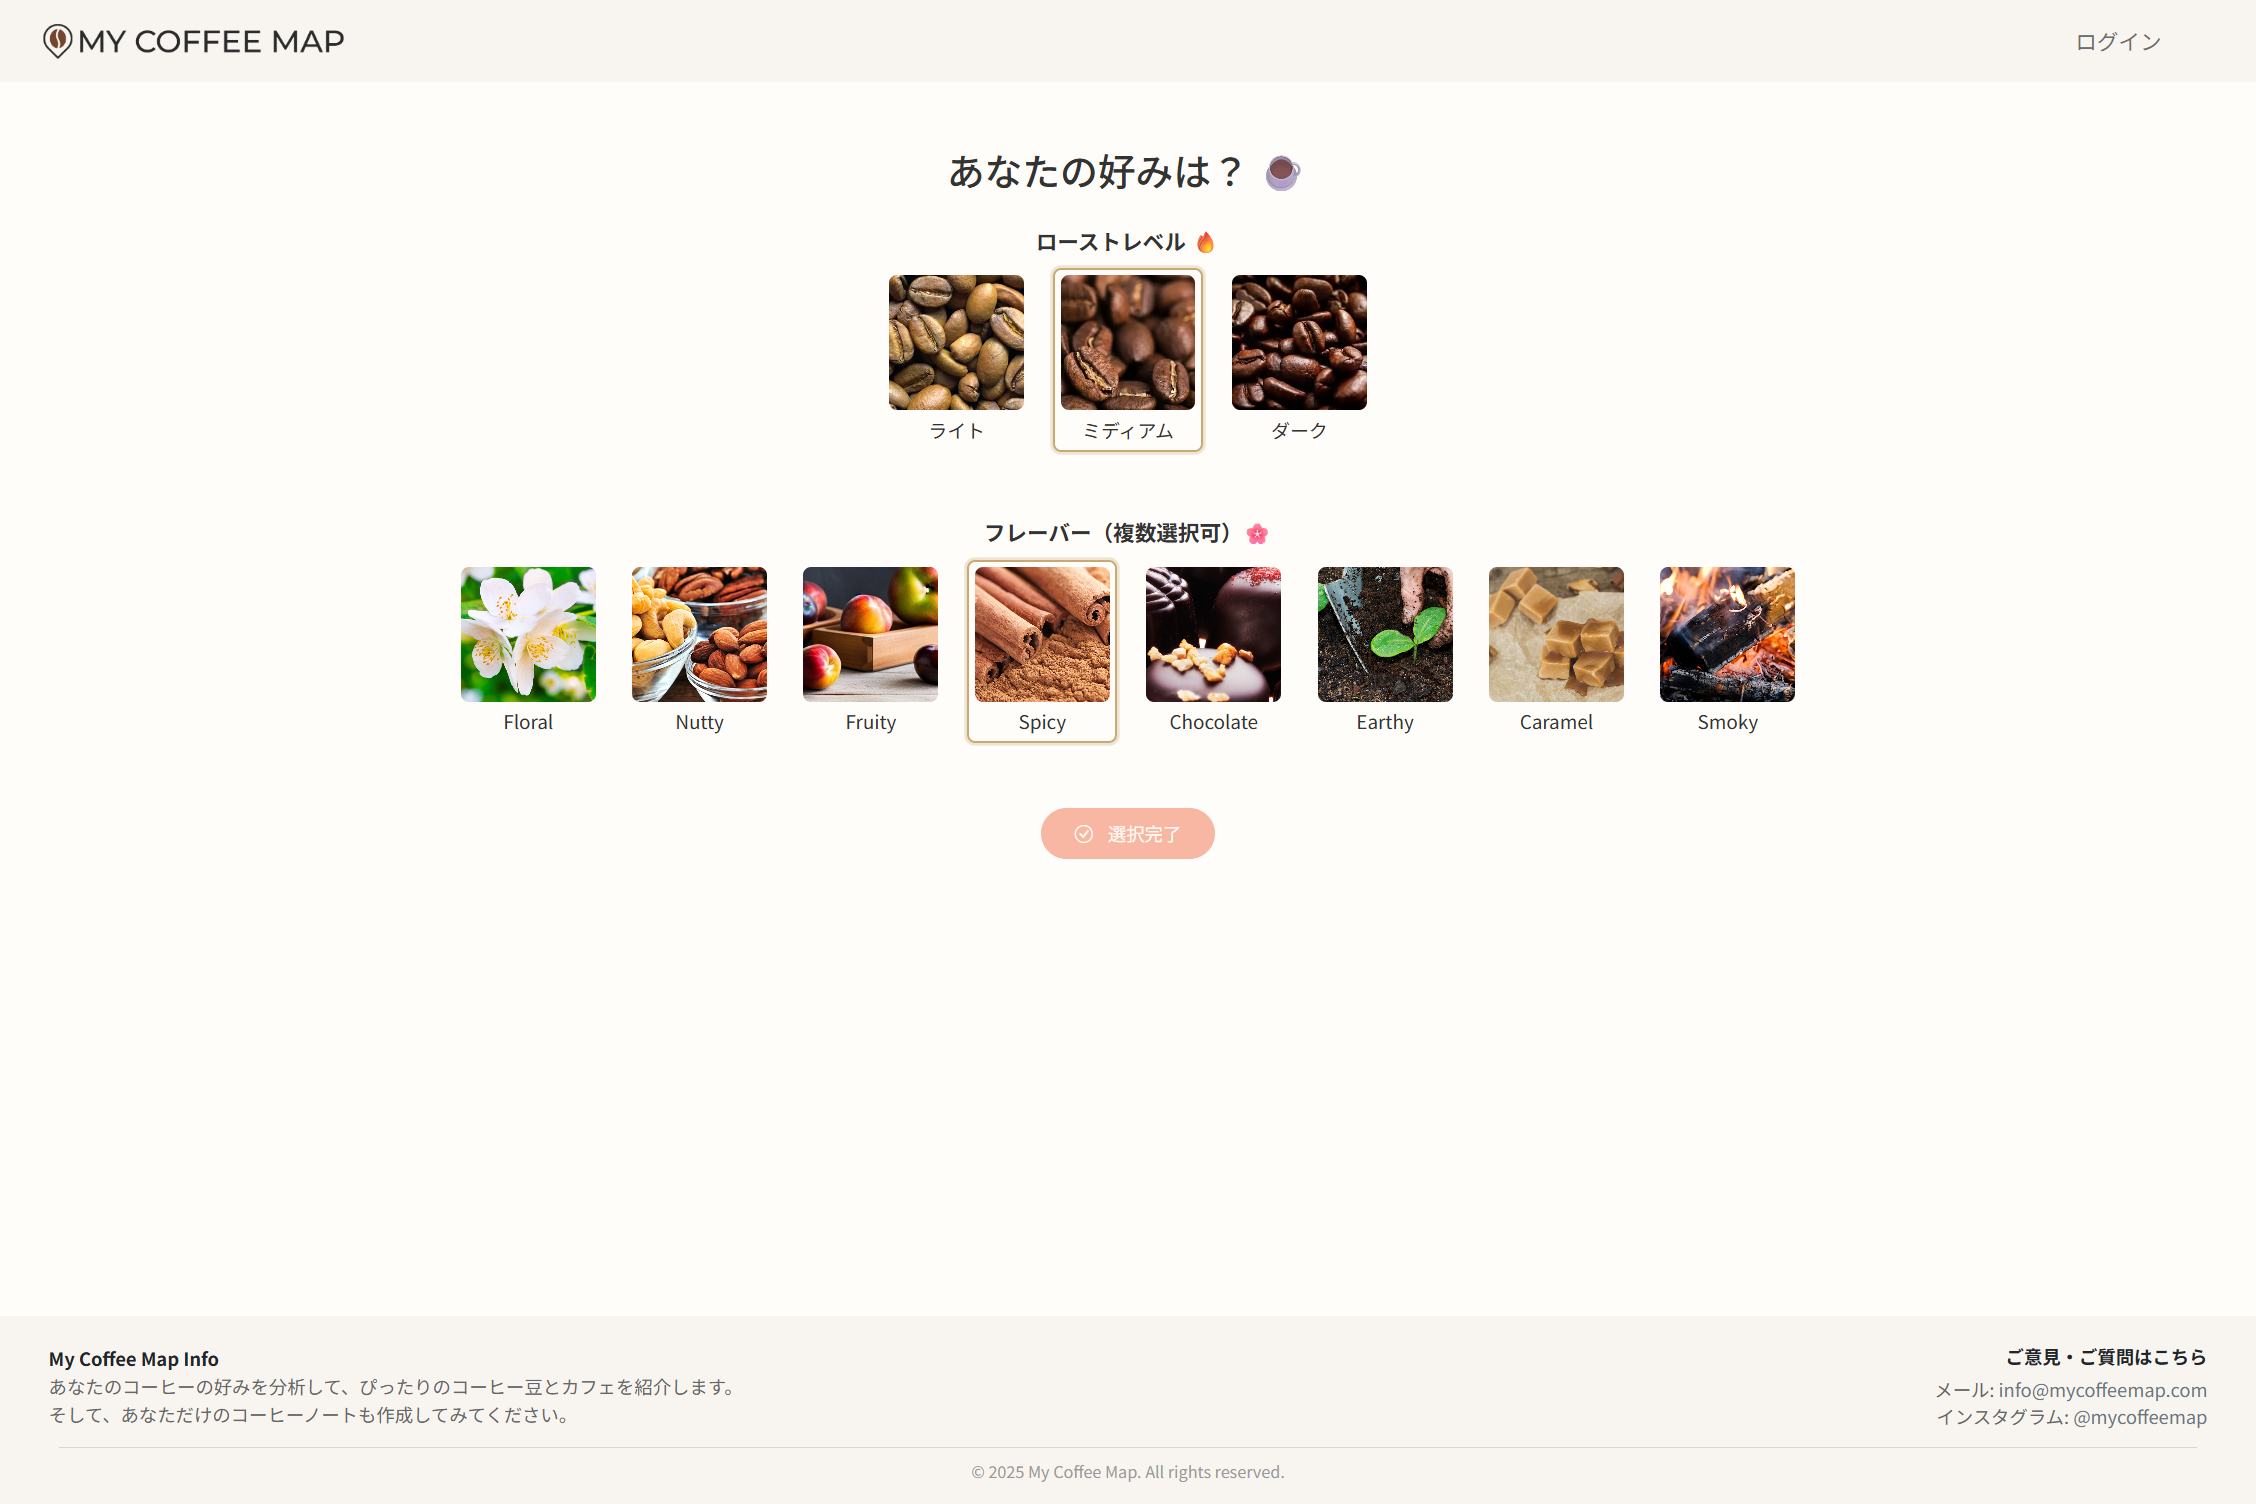 MY COFFEE MAP
ログイン
あなたの好みは？
ローストレベル
ライト
ミディアム
ダーク
フレーバー（複数選択可）
Floral
Nutty
Fruity
Spicy
Chocolate
Earthy
Caramel
Smoky
選択完了
My Coffee Map Info
あなたのコーヒーの好みを分析して、ぴったりのコーヒー豆とカフェを紹介します。
そして、あなただけのコーヒーノートも作成してみてください。
ご意見・ご質問はこちら
メール: info@mycoffeemap.com
インスタグラム: @mycoffeemap
© 2025 My Coffee Map. All rights reserved.